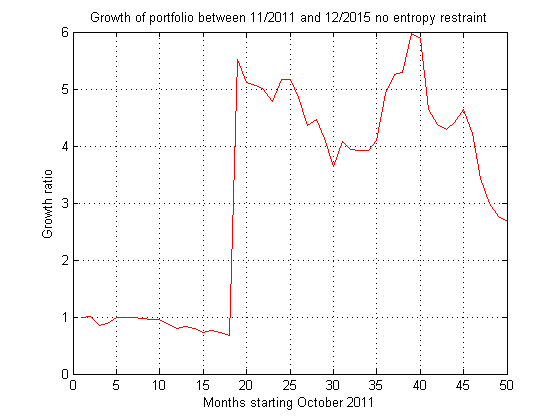 Growth of portfolio between 11/2011 and 12/2015 no entropy restraint
6
5
4
3
2
1
0
Growth ratio
0 5 10 15 20 25 30 35 40 45 50
Months starting October 2011